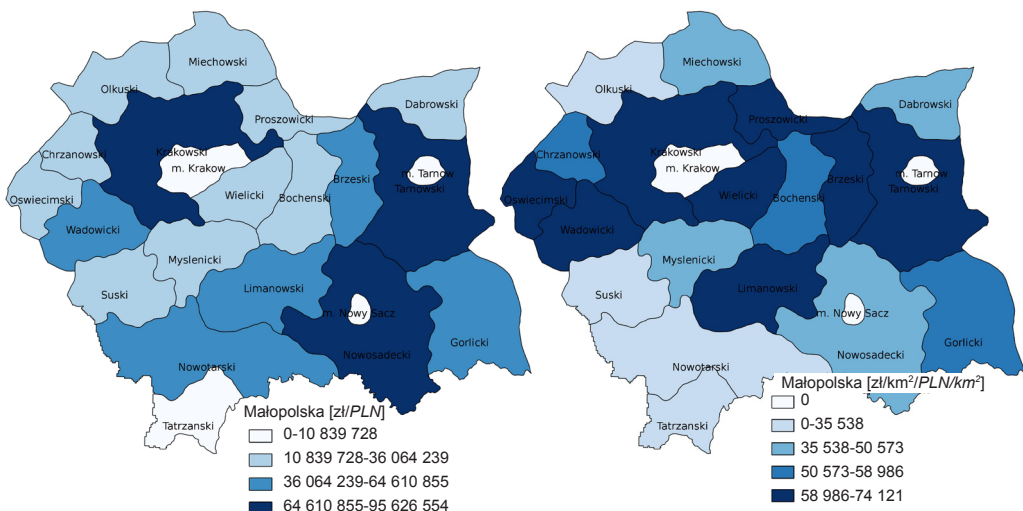 Miechowski
Olkuski
Dabrowski
Proszowicki
Chrzanowski
Krakowski
m. Krakow
m. Tarnow
Tarnowski
Brzeski
Oswiecimski
Wielicki
Bochenski
Wadowicki
Myslenicki
Suski
Limanowski
m. Nowy Sacz
Gorlicki
Nowotarski
Nowosadecki
Tatrzanski
Małopolska [zł/PLN]
0-10 839 728
10 839 728-36 064 239
36 064 239-64 610 855
64 610 855-95 626 554
Miechowski
Olkuski
Dabrowski
Proszowicki
Chrzanowski
Krakowski
m. Krakow
m. Tarnow
Tarnowski
Brzeski
Oswiecimski
Wielicki
Bochenski
Wadowicki
Myslenicki
Suski
Limanowski
m. Nowy Sacz
Gorlicki
Nowotarski
Nowosadecki
Tatrzanski
Małopolska [zł/km²/PLN/km²]
0
0-35 538
35 538-50 573
50 573-58 986
58 986-74 121